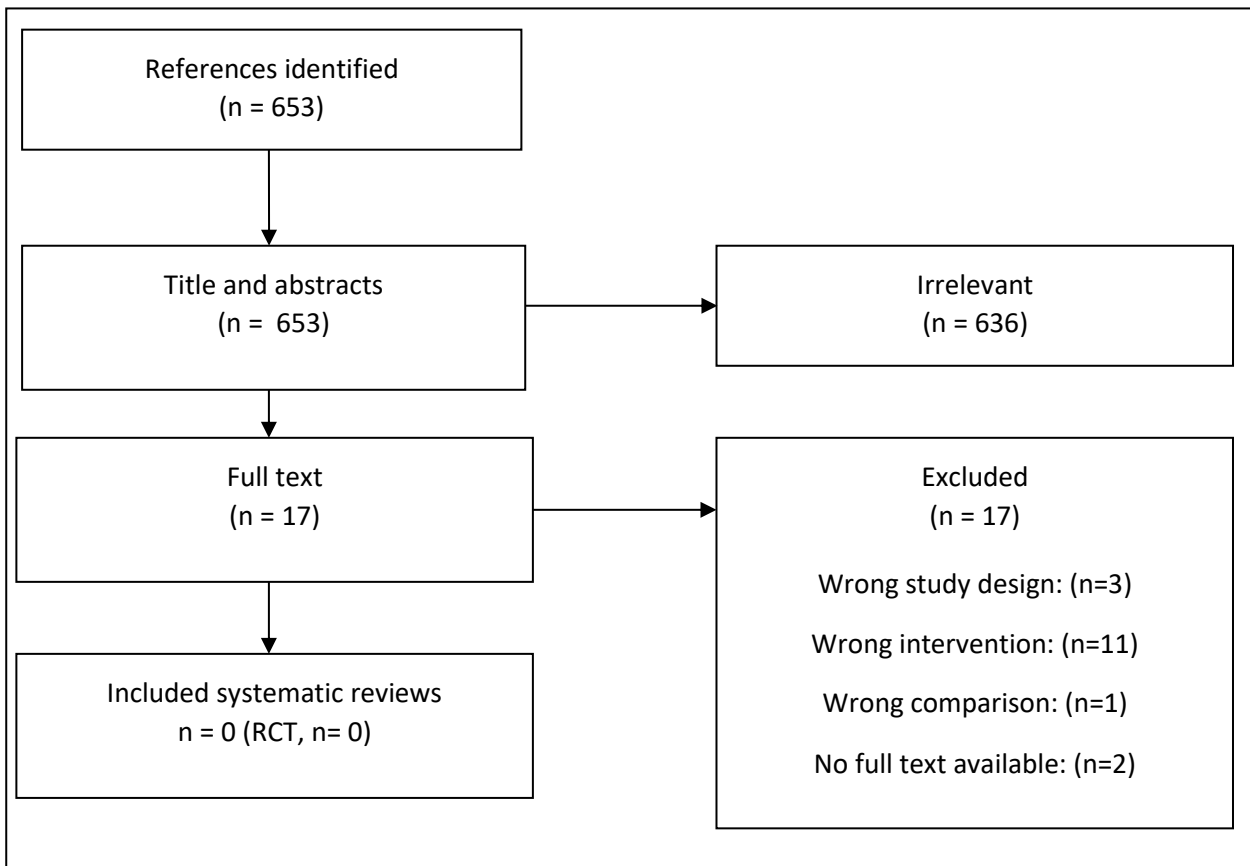 References identified
(n = 653)
Title and abstracts
(n =  653)
Irrelevant
(n = 636)
Full text
(n = 17)
Excluded
(n = 17)
Wrong study design: (n=3)
Wrong intervention: (n=11)
Wrong comparison: (n=1)
No full text available: (n=2)
Included systematic reviews
n = 0 (RCT, n= 0)